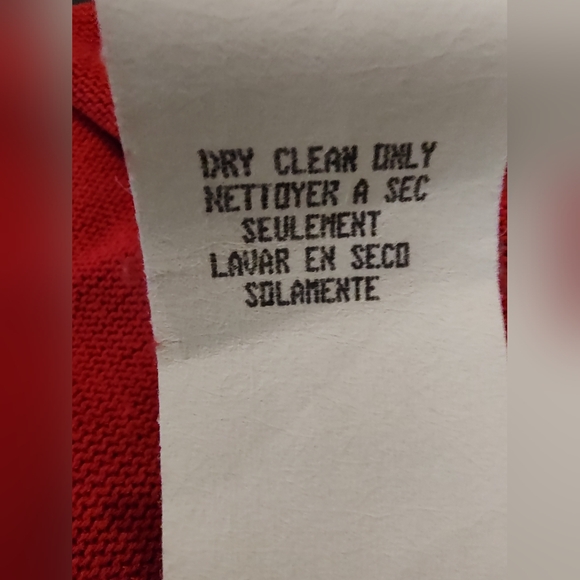 DRY CLEAN ONLY
NETTOYER A SEC
SEULEMENT
LAVAR EN SECO
SOLAMENTE